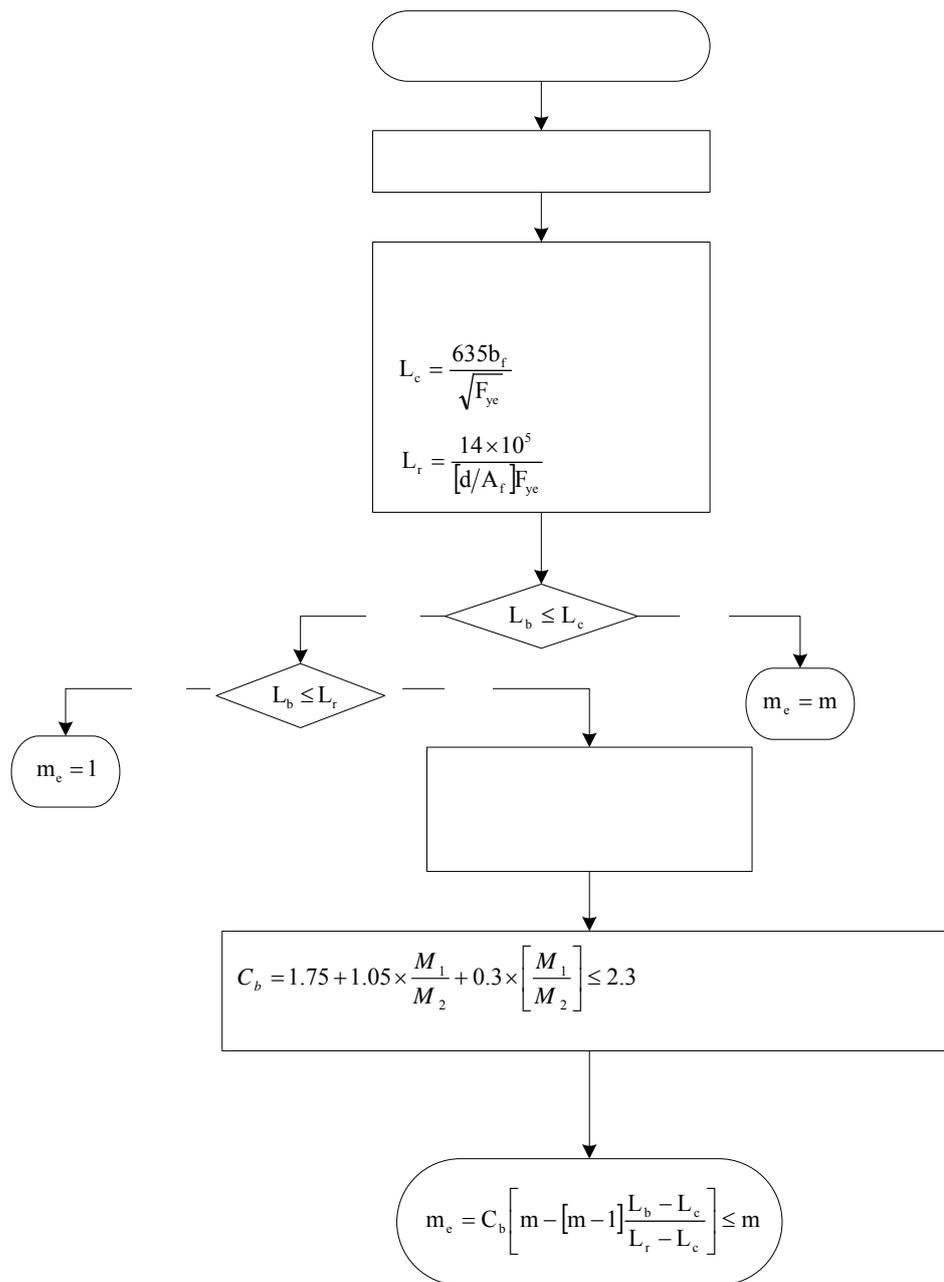 L_c = 635b_f / √F_ye
L_r = 14×10^5 / [d/A_f]F_ye
L_b ≤ L_c
L_b ≤ L_r
m_e = m
m_e = 1
C_b = 1.75 + 1.05 × M_1/M_2 + 0.3 × [M_1/M_2] ≤ 2.3
m_e = C_b[m − [m−1] (L_b − L_c)/(L_r − L_c)] ≤ m